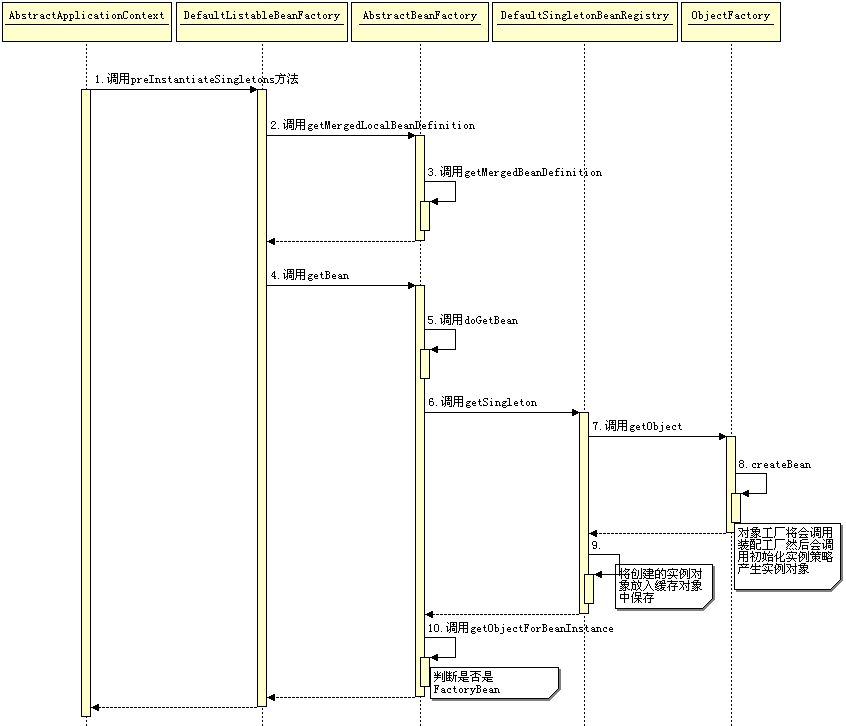 AbstractApplicationContext
DefaultListableBeanFactory
AbstractBeanFactory
DefaultSingletonBeanRegistry
ObjectFactory
1.调用preInstantiateSingletons方法
2.调用getMergedLocalBeanDefinition
3.调用getMergedBeanDefinition
4.调用getBean
5.调用doGetBean
6.调用getSingleton
7.调用getObject
8.createBean
对象工厂将会调用
装配工厂然后会调
用初始化实例策略
产生实例对象
9.
将创建的实例对
象放入缓存对象
中保存
10.调用getObjectForBeanInstance
判断是否是
FactoryBean